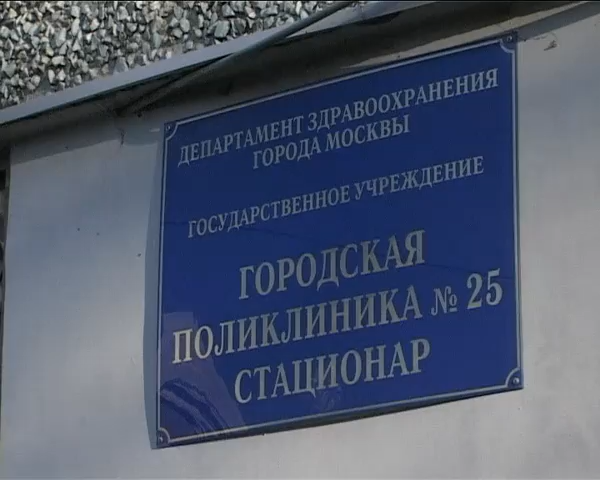 ДЕПАРТАМЕНТ ЗДРАВООХРАНЕНИЯ
ГОРОДА МОСКВЫ
ГОСУДАРСТВЕННОЕ УЧРЕЖДЕНИЕ
ГОРОДСКАЯ
ПОЛИКЛИНИКА № 25
СТАЦИОНАР